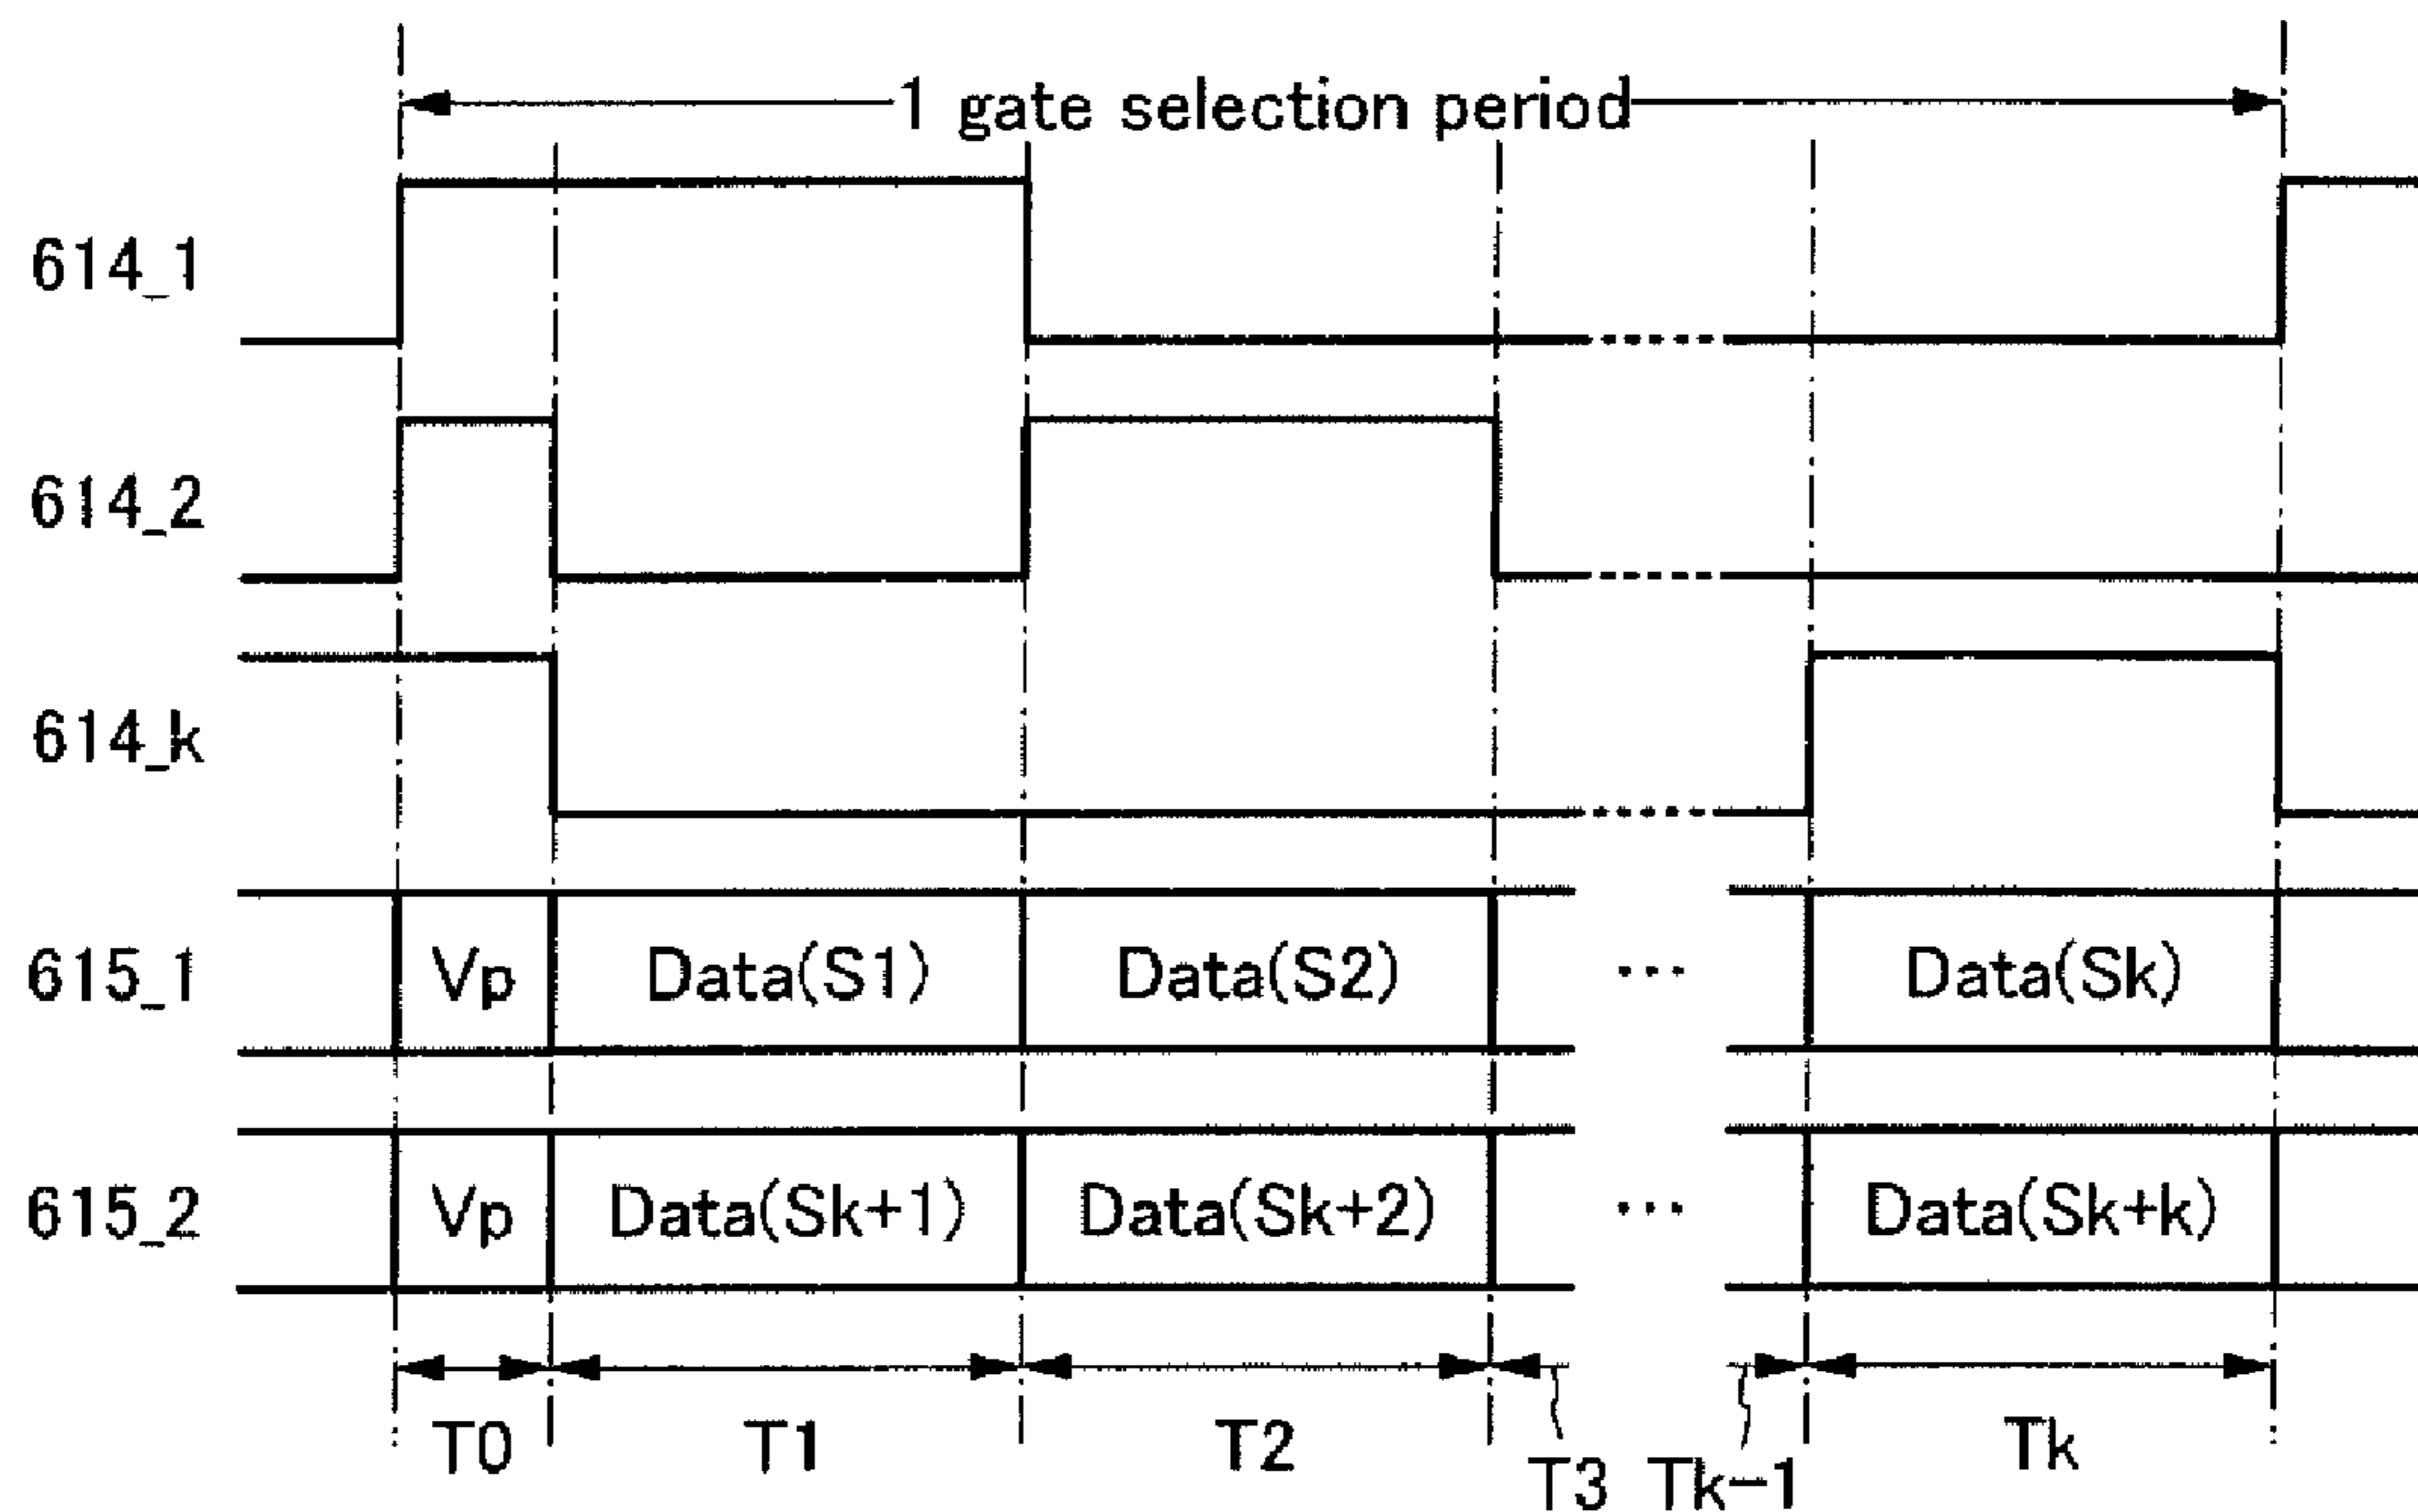 1 gate selection period
614_1
614_2
614_k
615_1 Vp Data(S1) Data(S2) ... Data(Sk)
615_2 Vp Data(Sk+1) Data(Sk+2) ... Data(Sk+k)
T0 T1 T2 T3 Tk-1 Tk